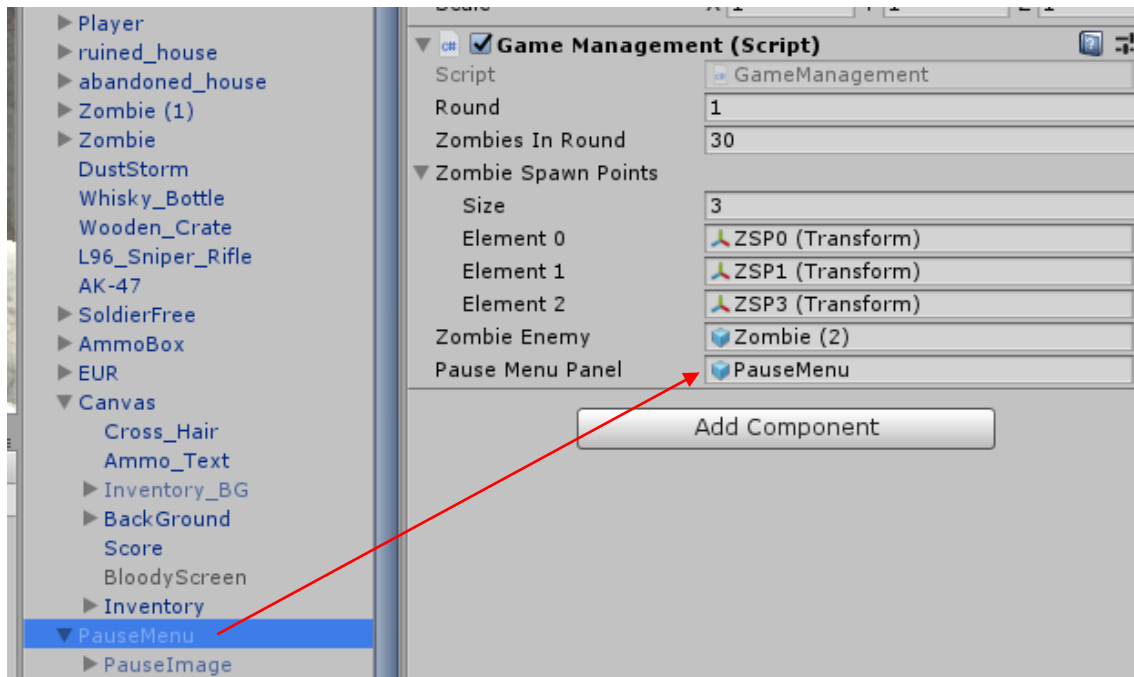 Player
ruined_house
abandoned_house
Zombie (1)
Zombie
DustStorm
Whisky_Bottle
Wooden_Crate
L96_Sniper_Rifle
AK-47
SoldierFree
AmmoBox
EUR
Canvas
Cross_Hair
Ammo_Text
Inventory_BG
BackGround
Score
BloodyScreen
Inventory
PauseMenu
PauseImage
Game Management (Script)
Script GameManagement
Round 1
Zombies In Round 30
Zombie Spawn Points
Size 3
Element 0 ZSP0 (Transform)
Element 1 ZSP1 (Transform)
Element 2 ZSP3 (Transform)
Zombie Enemy Zombie (2)
Pause Menu Panel PauseMenu
Add Component